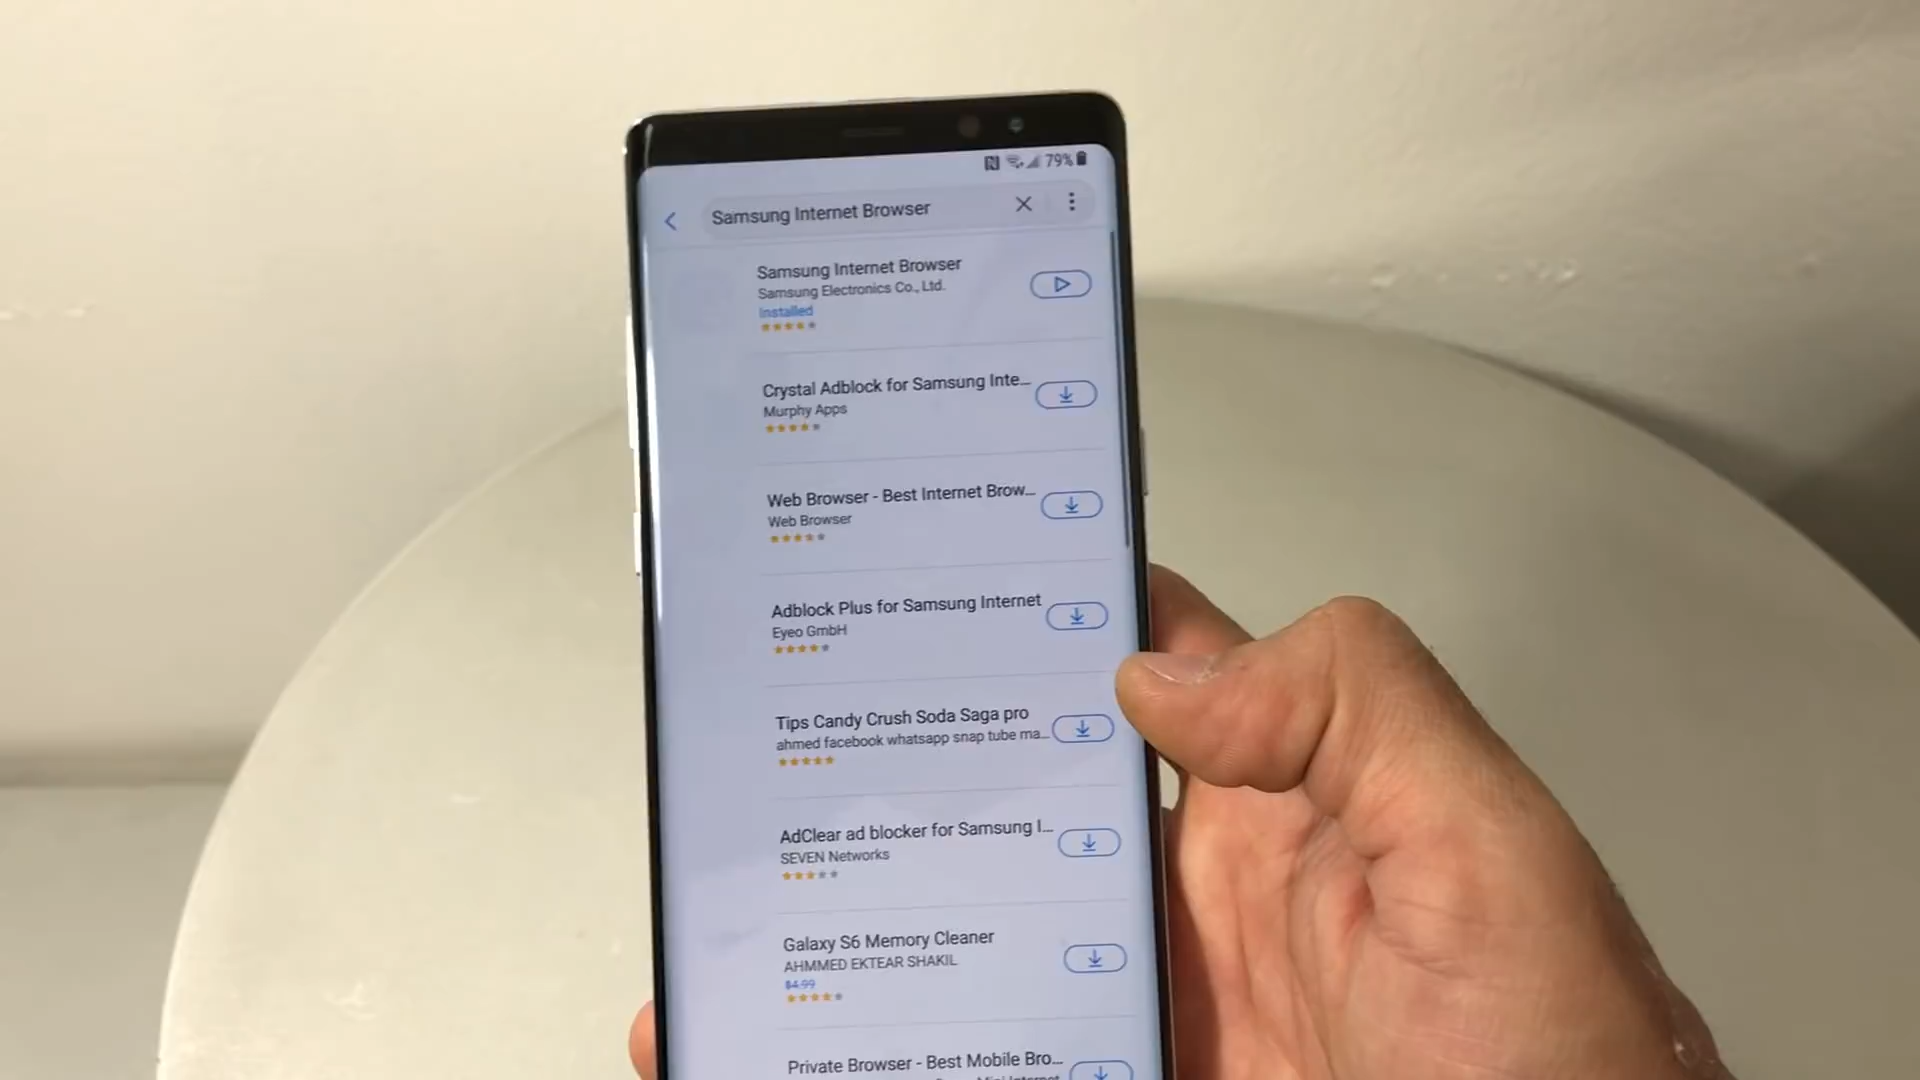 79%
Samsung Internet Browser
Samsung Internet Browser
Samsung Electronics Co., Ltd.
Installed
Crystal Adblock for Samsung Inte...
Murphy Apps
Web Browser - Best Internet Brow...
Web Browser
Adblock Plus for Samsung Internet
Eyeo GmbH
Tips Candy Crush Soda Saga pro
ahmed facebook whatsapp snap tube ma...
AdClear ad blocker for Samsung I...
SEVEN Networks
Galaxy S6 Memory Cleaner
AHMMED EKTEAR SHAKIL
$4.99
Private Browser - Best Mobile Bro...